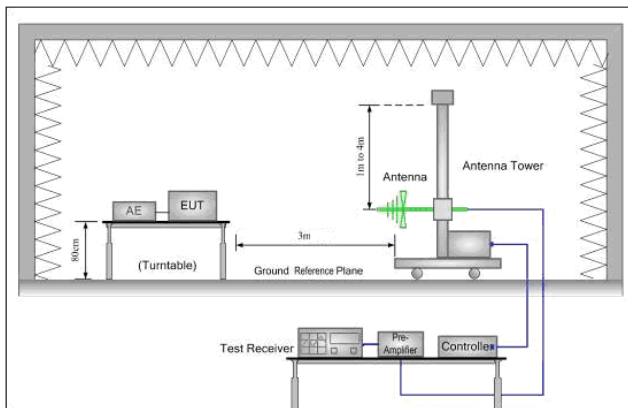 1m to 4m
Antenna
Antenna Tower
AE
EUT
80cm
(Turntable)
3m
Ground Reference Plane
Test Receiver
Pre-
Amplifier
Controller